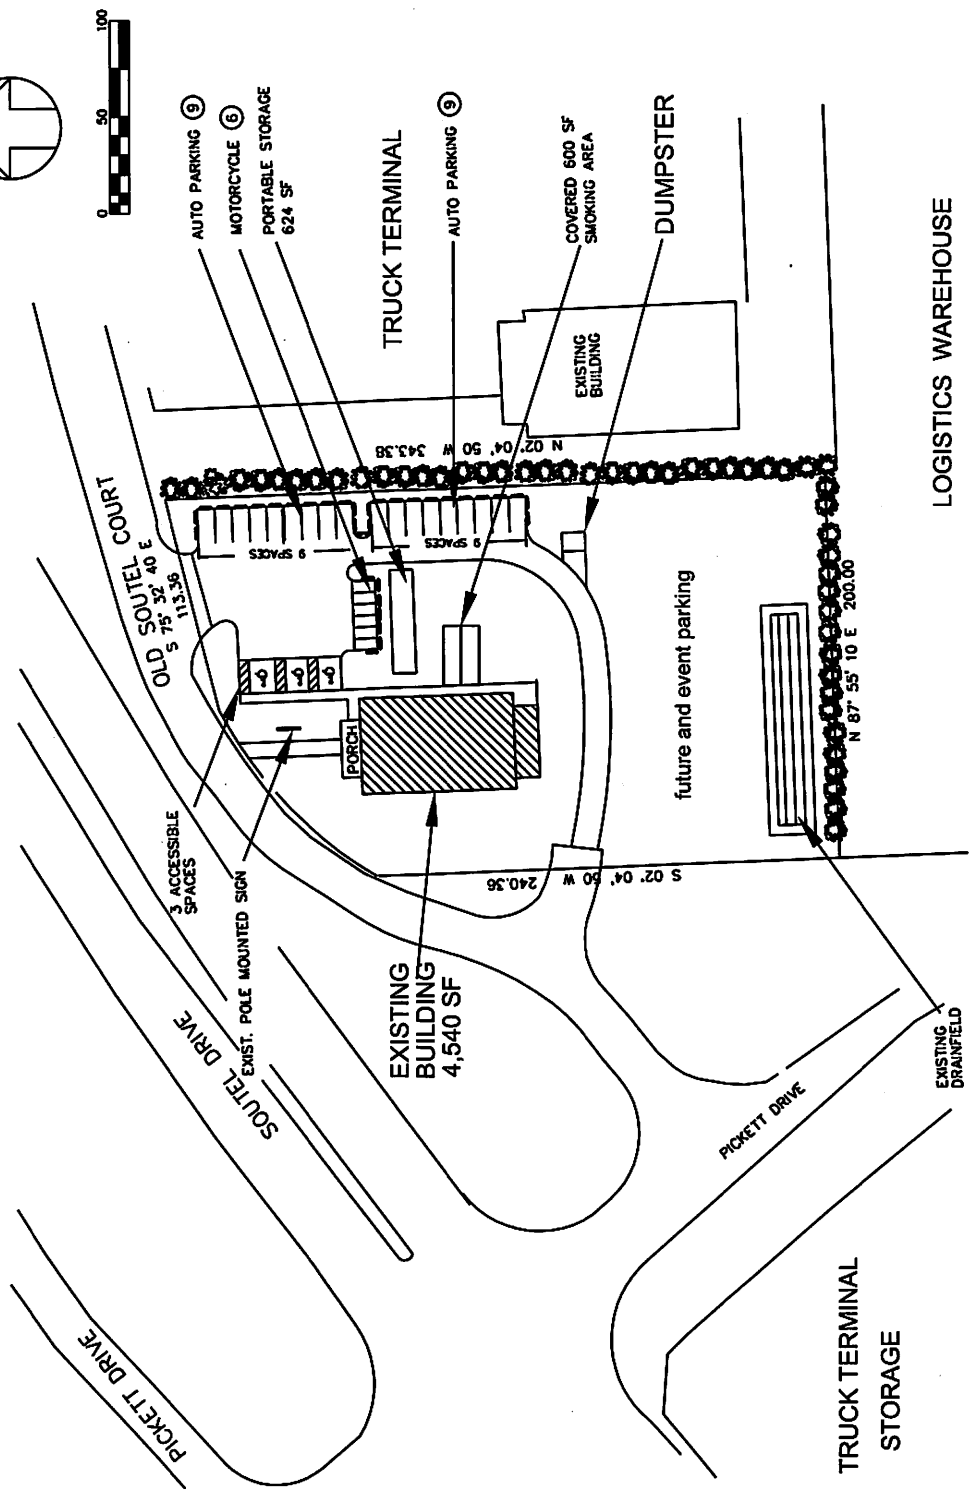 0
50
100
AUTO PARKING 9
MOTORCYCLE 6
PORTABLE STORAGE
624 SF
TRUCK TERMINAL
AUTO PARKING 9
COVERED 600 SF
SMOKING AREA
DUMPSTER
EXISTING
BUILDING
LOGISTICS WAREHOUSE
OLD SOUTEL COURT
S 75° 32' 40 E
113.36
N 02° 04' 50 W 343.38
9 SPACES
9 SPACES
future and event parking
N 87° 55' 10 E 200.00
PORCH
3 ACCESSIBLE
SPACES
EXIST. POLE MOUNTED SIGN
S 02° 04' 50 W 240.36
EXISTING
BUILDING
4,540 SF
SOUTEL DRIVE
PICKETT DRIVE
PICKETT DRIVE
EXISTING
DRAINFIELD
TRUCK TERMINAL
STORAGE